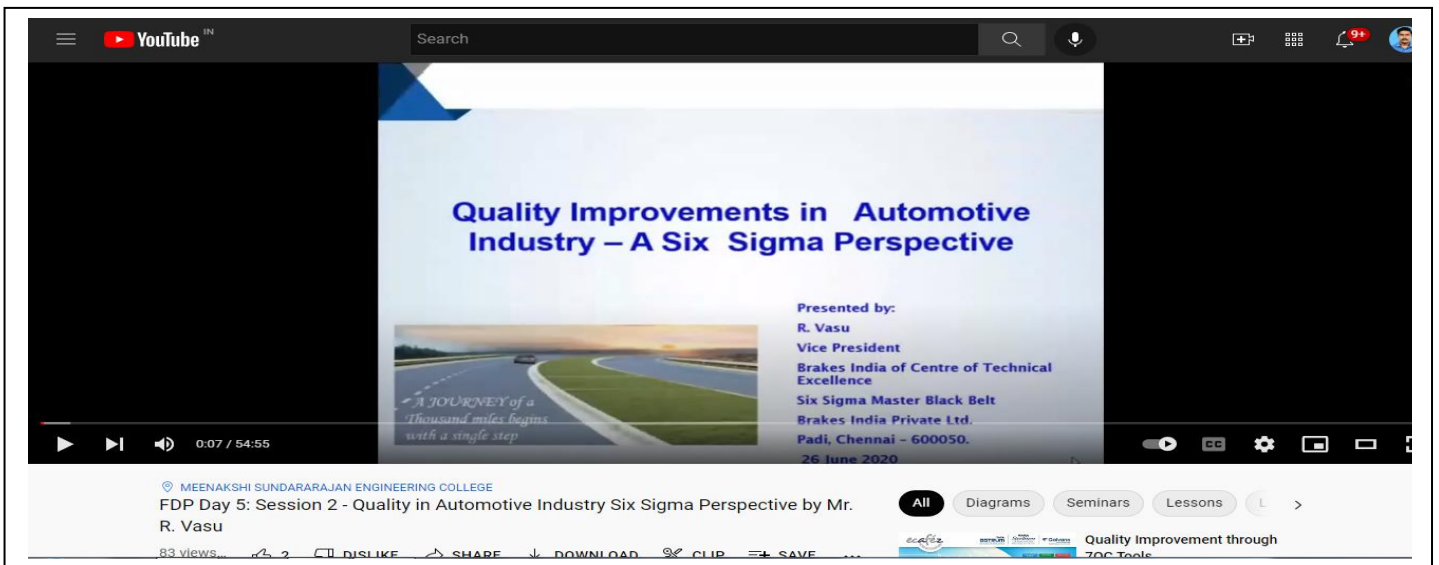 YouTube IN
Search
9+
Quality Improvements in Automotive
Industry – A Six Sigma Perspective
Presented by:
R. Vasu
Vice President
Brakes India of Centre of Technical
Excellence
Six Sigma Master Black Belt
Brakes India Private Ltd.
Padi, Chennai – 600050.
26 June 2020
A JOURNEY of a
Thousand miles begins
with a single step
0:07 / 54:55
CC
MEENAKSHI SUNDARARAJAN ENGINEERING COLLEGE
FDP Day 5: Session 2 - Quality in Automotive Industry Six Sigma Perspective by Mr.
R. Vasu
83 views
2 DISLIKE SHARE DOWNLOAD CLIP SAVE ...
All Diagrams Seminars Lessons L
ecafez
Quality Improvement through
7QC Tools